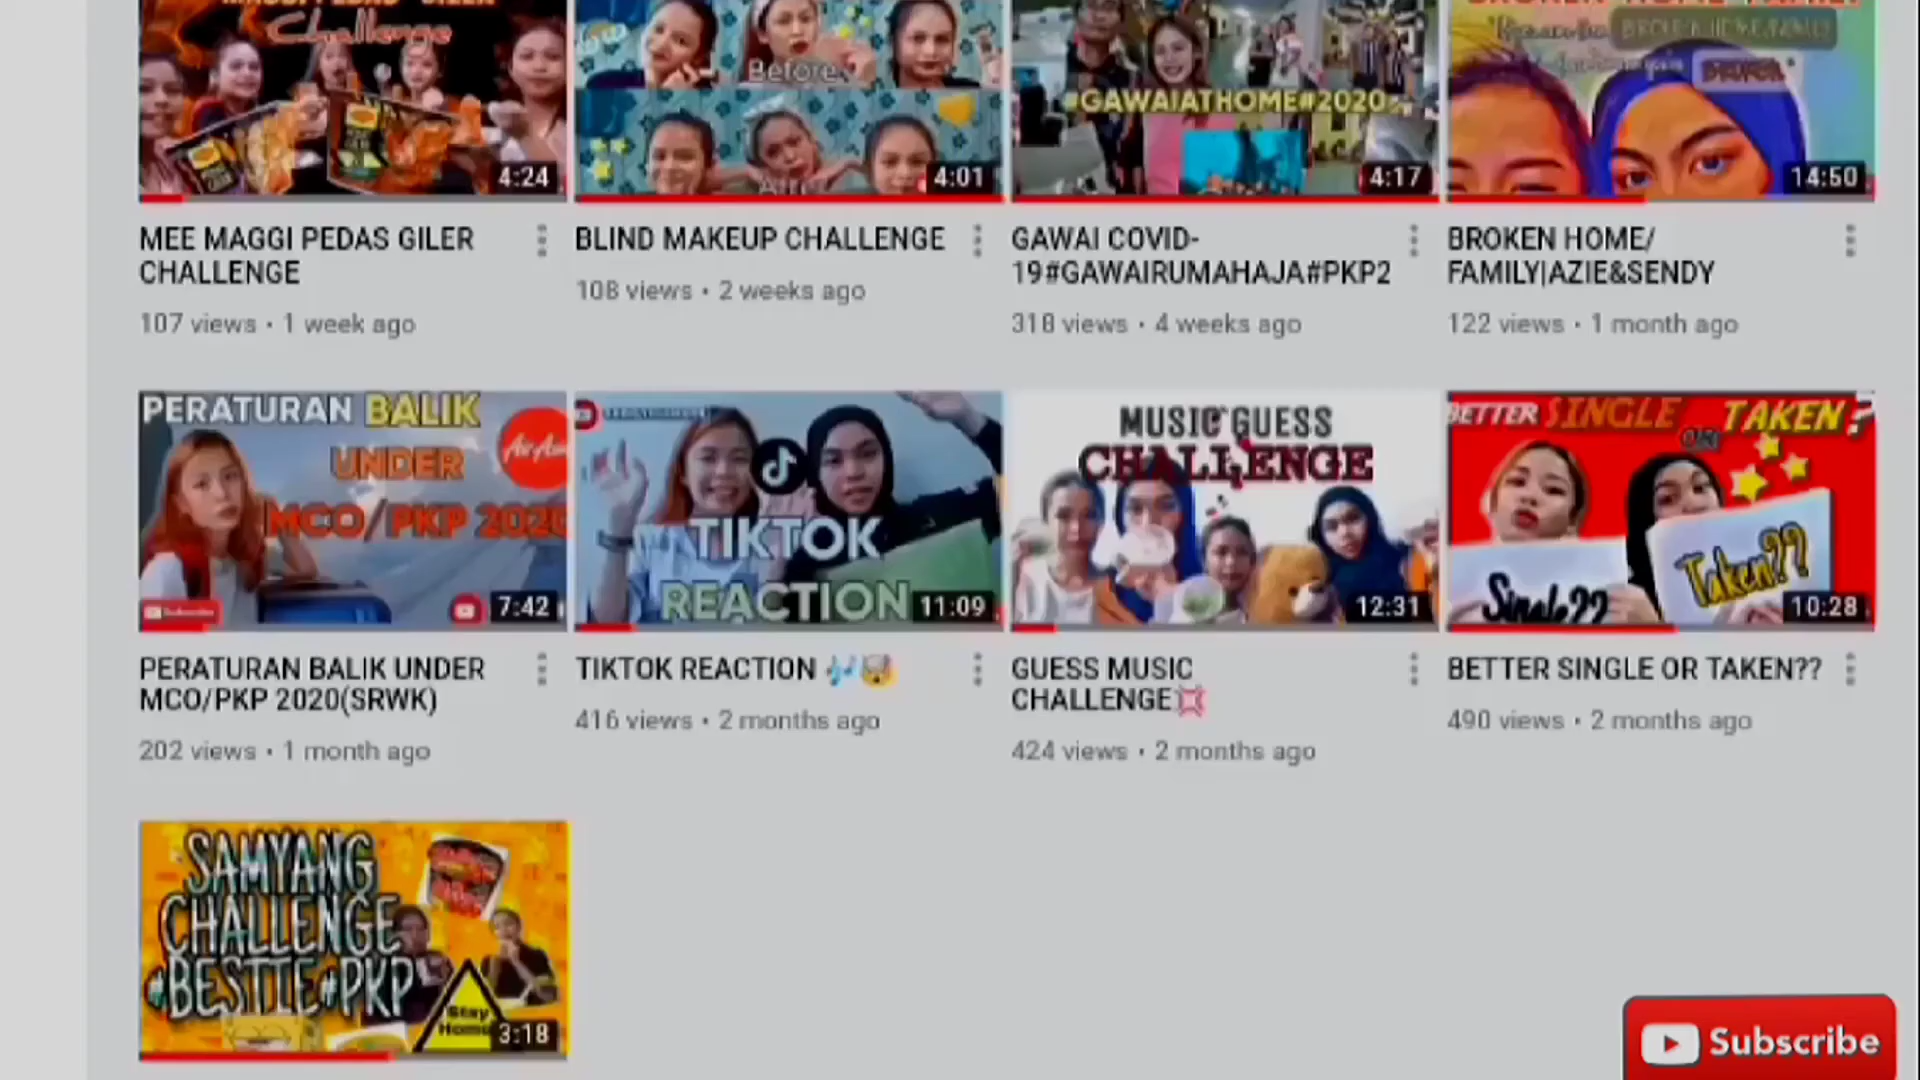 Challenge
Before
#GAWAIATHOME#2020
BROKEN HOME FAMILY
4:24
4:01
4:17
14:50
MEE MAGGI PEDAS GILER
CHALLENGE
107 views • 1 week ago
BLIND MAKEUP CHALLENGE
108 views • 2 weeks ago
GAWAI COVID-
19#GAWAIRUMAHAJA#PKP2
318 views • 4 weeks ago
BROKEN HOME/
FAMILY|AZIE&SENDY
122 views • 1 month ago
PERATURAN BALIK
UNDER
MCO/PKP 2020
Subscribe
7:42
TIKTOK
REACTION
11:09
MUSIC GUESS
CHALLENGE
12:31
BETTER SINGLE OR TAKEN?
Single??
Taken??
10:28
PERATURAN BALIK UNDER
MCO/PKP 2020(SRWK)
202 views • 1 month ago
TIKTOK REACTION 🎶🤯
416 views • 2 months ago
GUESS MUSIC
CHALLENGE💢
424 views • 2 months ago
BETTER SINGLE OR TAKEN??
490 views • 2 months ago
SAMYANG
CHALLENGE
#BESTIE#PKP
Stay
Home
3:18
Subscribe